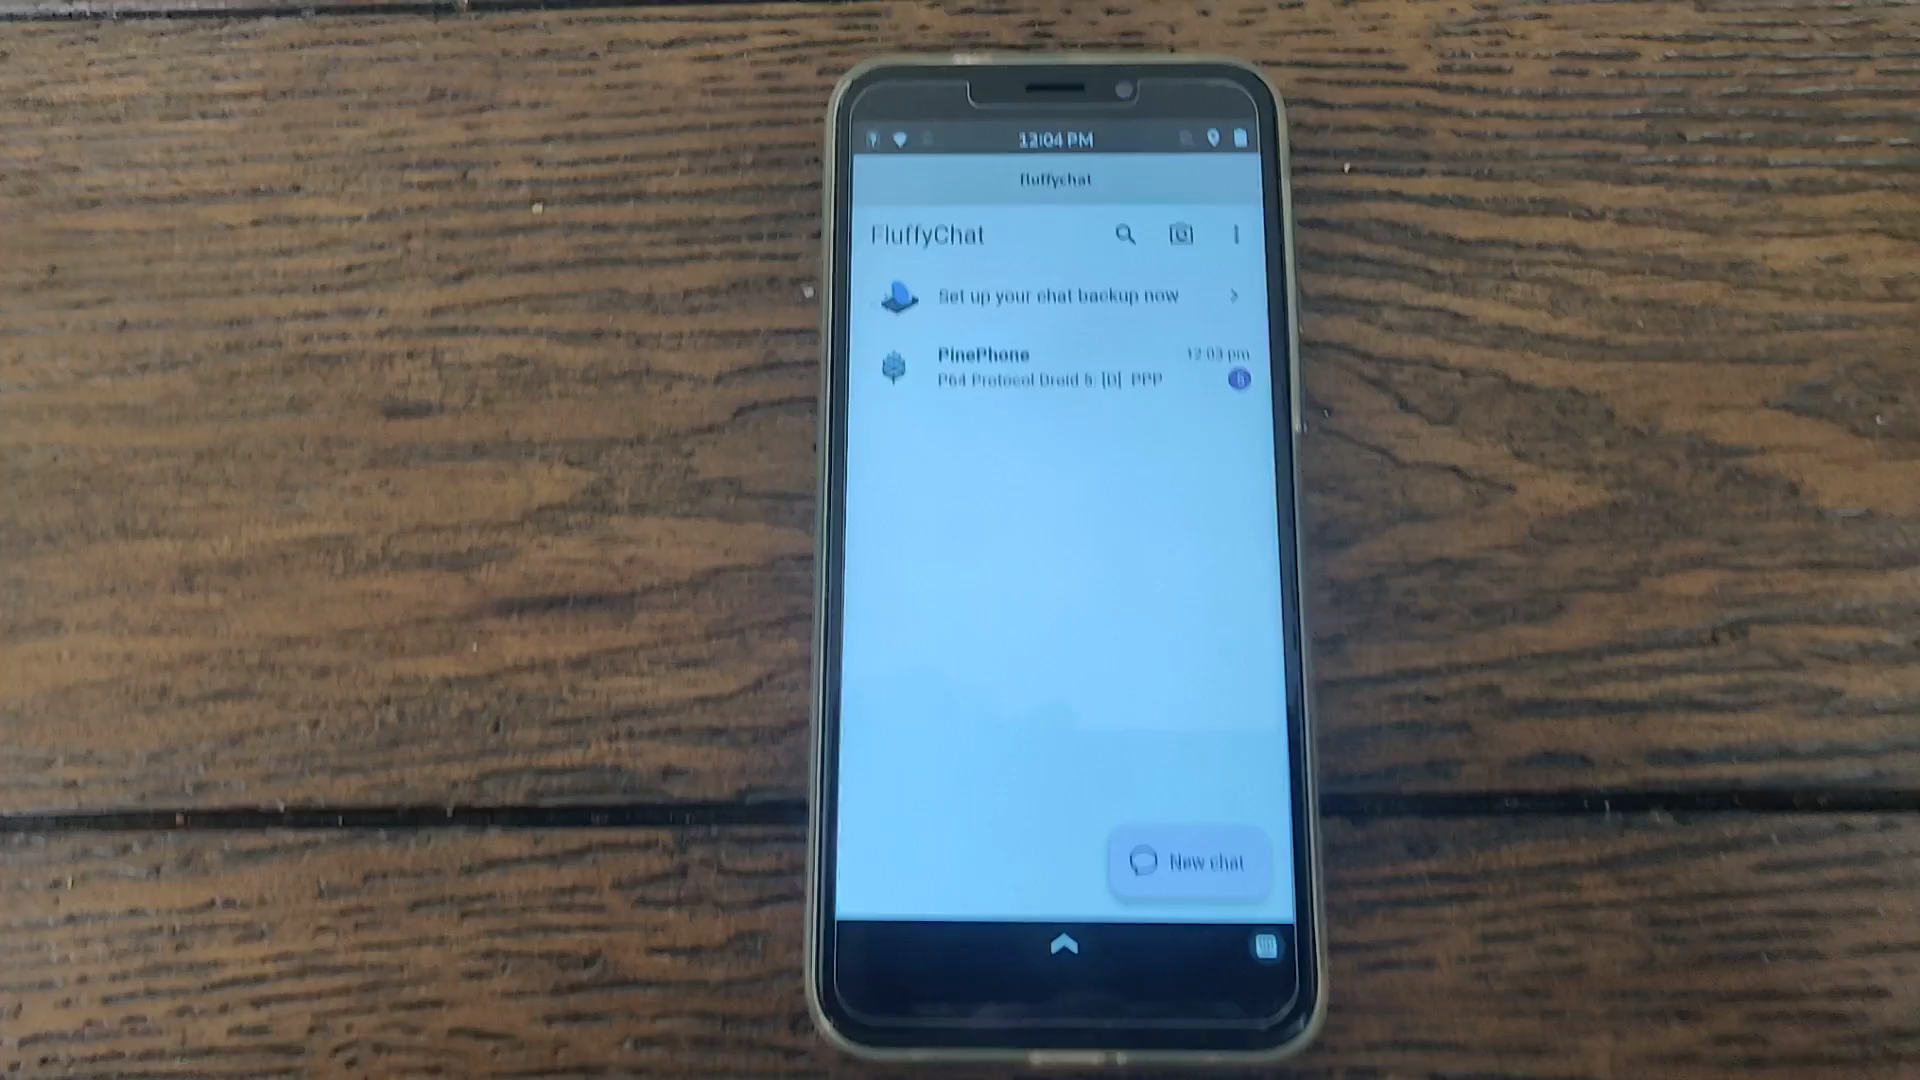 12:04 PM
fluffychat
FluffyChat
Set up your chat backup now
PinePhone
12:03 pm
P64 Protocol Droid 5: [D] PPP
New chat